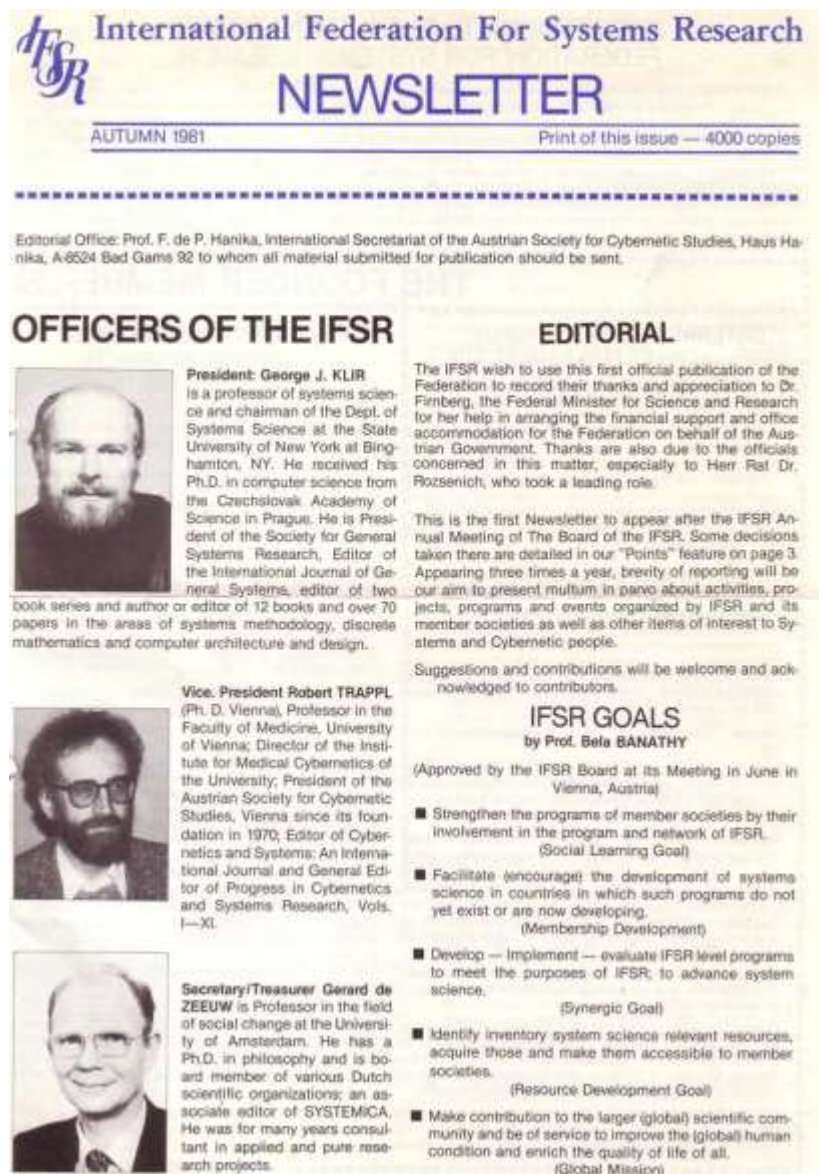 IFSR
International Federation For Systems Research
NEWSLETTER
AUTUMN 1981
Print of this issue — 4000 copies
Editorial Office: Prof. F. de P. Hanika, International Secretariat of the Austrian Society for Cybernetic Studies, Haus Ha-
nika, A-8524 Bad Gams 92 to whom all material submitted for publication should be sent.
OFFICERS OF THE IFSR
President: George J. KLIR
is a professor of systems scien-
ce and chairman of the Dept. of
Systems Science at the State
University of New York at Bing-
hamton, NY. He received his
Ph.D. in computer science from
the Czechslovak Academy of
Science in Prague. He is Presi-
dent of the Society for General
Systems Research, Editor of
the International Journal of Ge-
neral Systems, editor of two
book series and author or editor of 12 books and over 70
papers in the areas of systems methodology, discrete
mathematics and computer architecture and design.
Vice. President Robert TRAPPL
(Ph. D. Vienna), Professor in the
Faculty of Medicine, University
of Vienna; Director of the Insti-
tute for Medical Cybernetics of
the University; President of the
Austrian Society for Cybernetic
Studies, Vienna since its foun-
dation in 1970; Editor of Cyber-
netics and Systems: An Interna-
tional Journal and General Edi-
tor of Progress in Cybernetics
and Systems Research, Vols.
I—XI.
Secretary/Treasurer Gerard de
ZEEUW is Professor in the field
of social change at the Universi-
ty of Amsterdam. He has a
Ph.D. in philosophy and is bo-
ard member of various Dutch
scientific organizations; an as-
sociate editor of SYSTEMICA.
He was for many years consul-
tant in applied and pure rese-
arch projects.
EDITORIAL
The IFSR wish to use this first official publication of the
Federation to record their thanks and appreciation to Dr.
Firnberg, the Federal Minister for Science and Research
for her help in arranging the financial support and office
accommodation for the Federation on behalf of the Aus-
trian Government. Thanks are also due to the officials
concerned in this matter, especially to Herr Rat Dr.
Rozsenich, who took a leading role.
This is the first Newsletter to appear after the IFSR An-
nual Meeting of The Board of the IFSR. Some decisions
taken there are detailed in our "Points" feature on page 3.
Appearing three times a year, brevity of reporting will be
our aim to present multum in parvo about activities, pro-
jects, programs and events organized by IFSR and its
member societies as well as other items of interest to Sy-
stems and Cybernetic people.
Suggestions and contributions will be welcome and ack-
nowledged to contributors.
IFSR GOALS
by Prof. Bela BANATHY
(Approved by the IFSR Board at its Meeting in June in
Vienna, Austria)
■ Strengthen the programs of member societies by their
involvement in the program and network of IFSR.
(Social Learning Goal)
■ Facilitate (encourage) the development of systems
science in countries in which such programs do not
yet exist or are now developing.
(Membership Development)
■ Develop — Implement — evaluate IFSR level programs
to meet the purposes of IFSR; to advance system
science.
(Synergic Goal)
■ Identify inventory system science relevant resources,
acquire those and make them accessible to member
societies.
(Resource Development Goal)
■ Make contribution to the larger (global) scientific com-
munity and be of service to improve the (global) human
condition and enrich the quality of life of all.
(Global Mission)